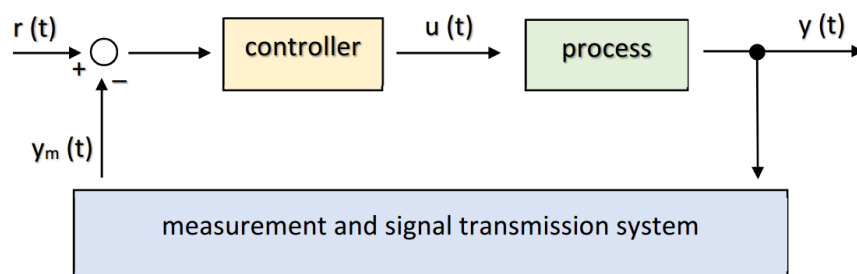 r (t)
controller
u (t)
process
y (t)
+
–
yₘ (t)
measurement and signal transmission system